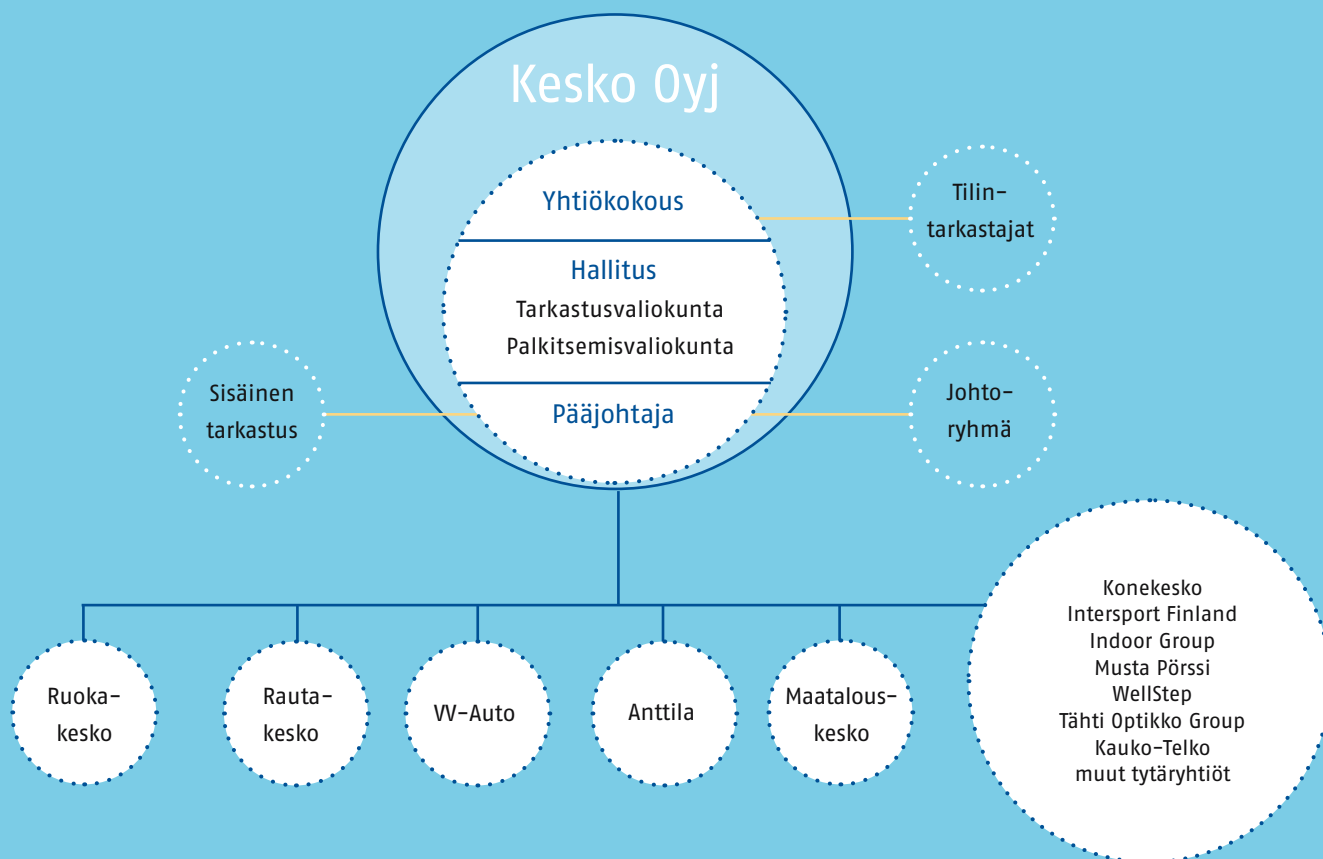 Kesko Oyj
Yhtiökokous
Tilin-
tarkastajat
Hallitus
Tarkastusvaliokunta
Palkitsemisvaliokunta
Sisäinen
tarkastus
Pääjohtaja
Johto-
ryhmä
Ruoka-
kesko
Rauta-
kesko
VV-Auto
Anttila
Maatalous-
kesko
Konekesko
Intersport Finland
Indoor Group
Musta Pörssi
WellStep
Tähti Optikko Group
Kauko-Telko
muut tytäryhtiöt